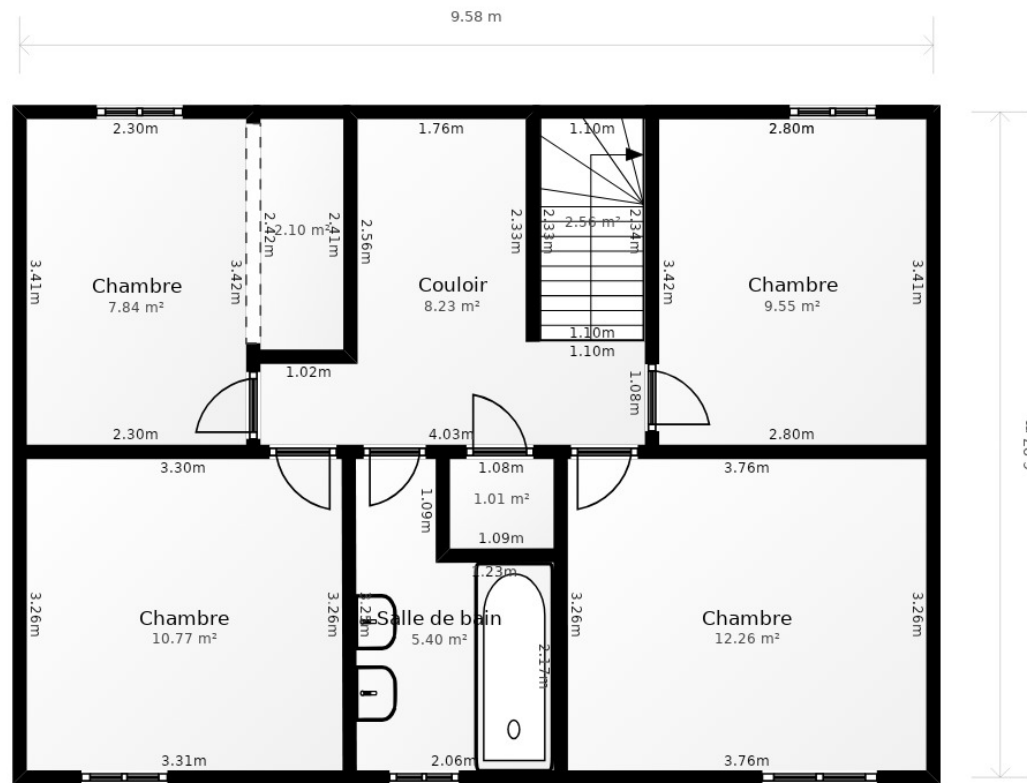 9.58 m
2.30m
1.76m
1.10m
2.80m
3.41m
3.42m
2.42m
2.10 m²
2.41m
2.56m
2.33m
2.33m
2.56 m²
2.34m
3.42m
3.41m
Chambre
7.84 m²
Couloir
8.23 m²
Chambre
9.55 m²
1.10m
1.10m
1.02m
1.08m
2.30m
4.03m
2.80m
3.30m
1.08m
3.76m
1.09m
1.01 m²
1.09m
1.23m
3.26m
Chambre
10.77 m²
3.26m
Salle de bain
5.40 m²
2.17m
3.26m
Chambre
12.26 m²
3.26m
3.31m
2.06m
3.76m